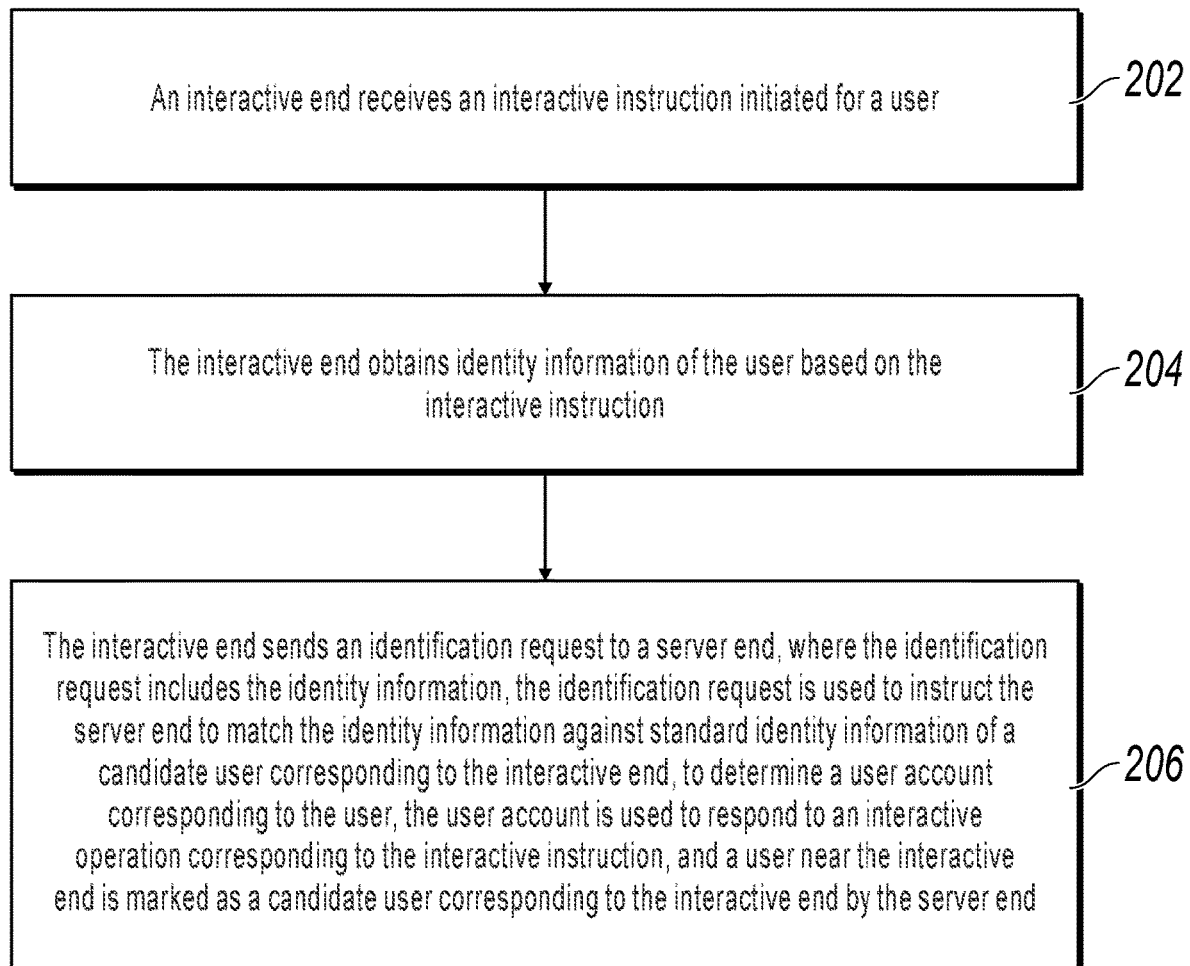 An interactive end receives an interactive instruction initiated for a user
202
The interactive end obtains identity information of the user based on the
interactive instruction
204
The interactive end sends an identification request to a server end, where the identification
request includes the identity information, the identification request is used to instruct the
server end to match the identity information against standard identity information of a
candidate user corresponding to the interactive end, to determine a user account
corresponding to the user, the user account is used to respond to an interactive
operation corresponding to the interactive instruction, and a user near the interactive
end is marked as a candidate user corresponding to the interactive end by the server end
206